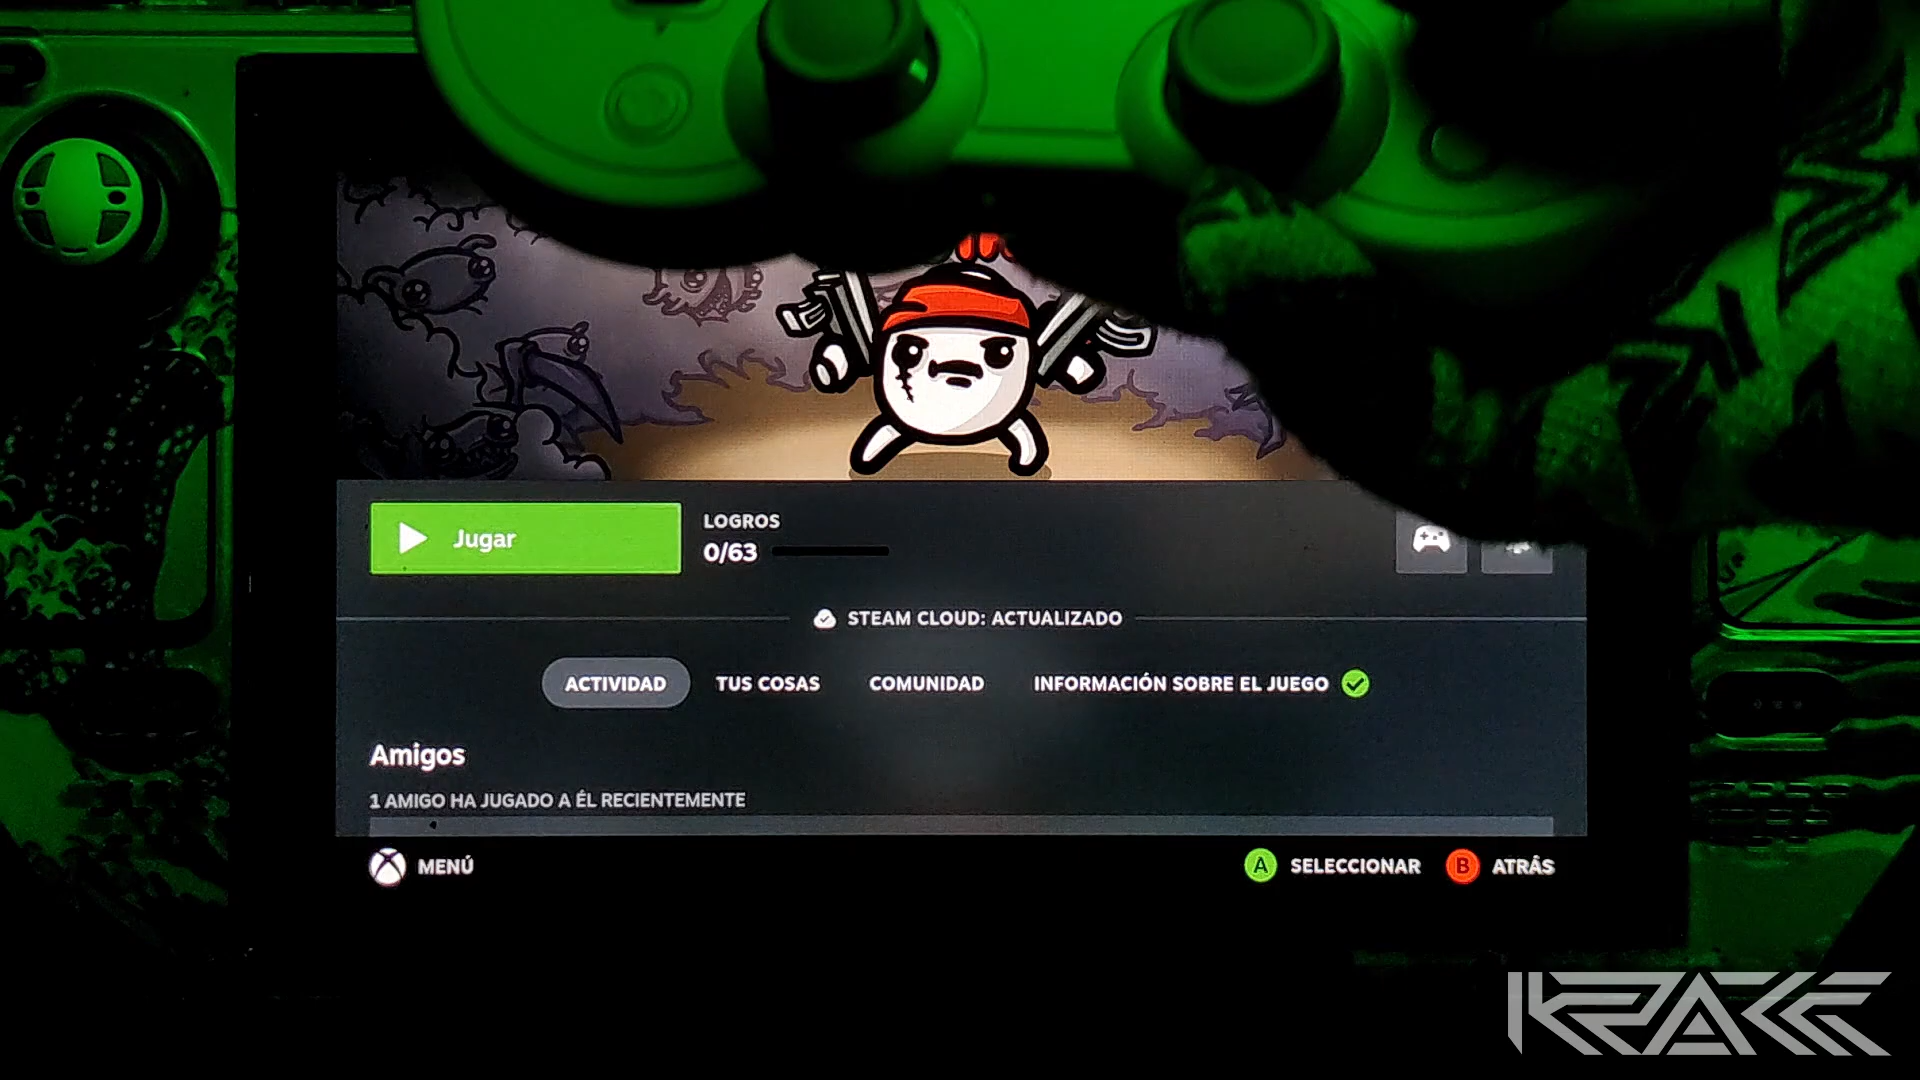 Jugar
LOGROS
0/63
STEAM CLOUD: ACTUALIZADO
ACTIVIDAD
TUS COSAS
COMUNIDAD
INFORMACIÓN SOBRE EL JUEGO
Amigos
1 AMIGO HA JUGADO A ÉL RECIENTEMENTE
MENÚ
A SELECCIONAR
B ATRÁS